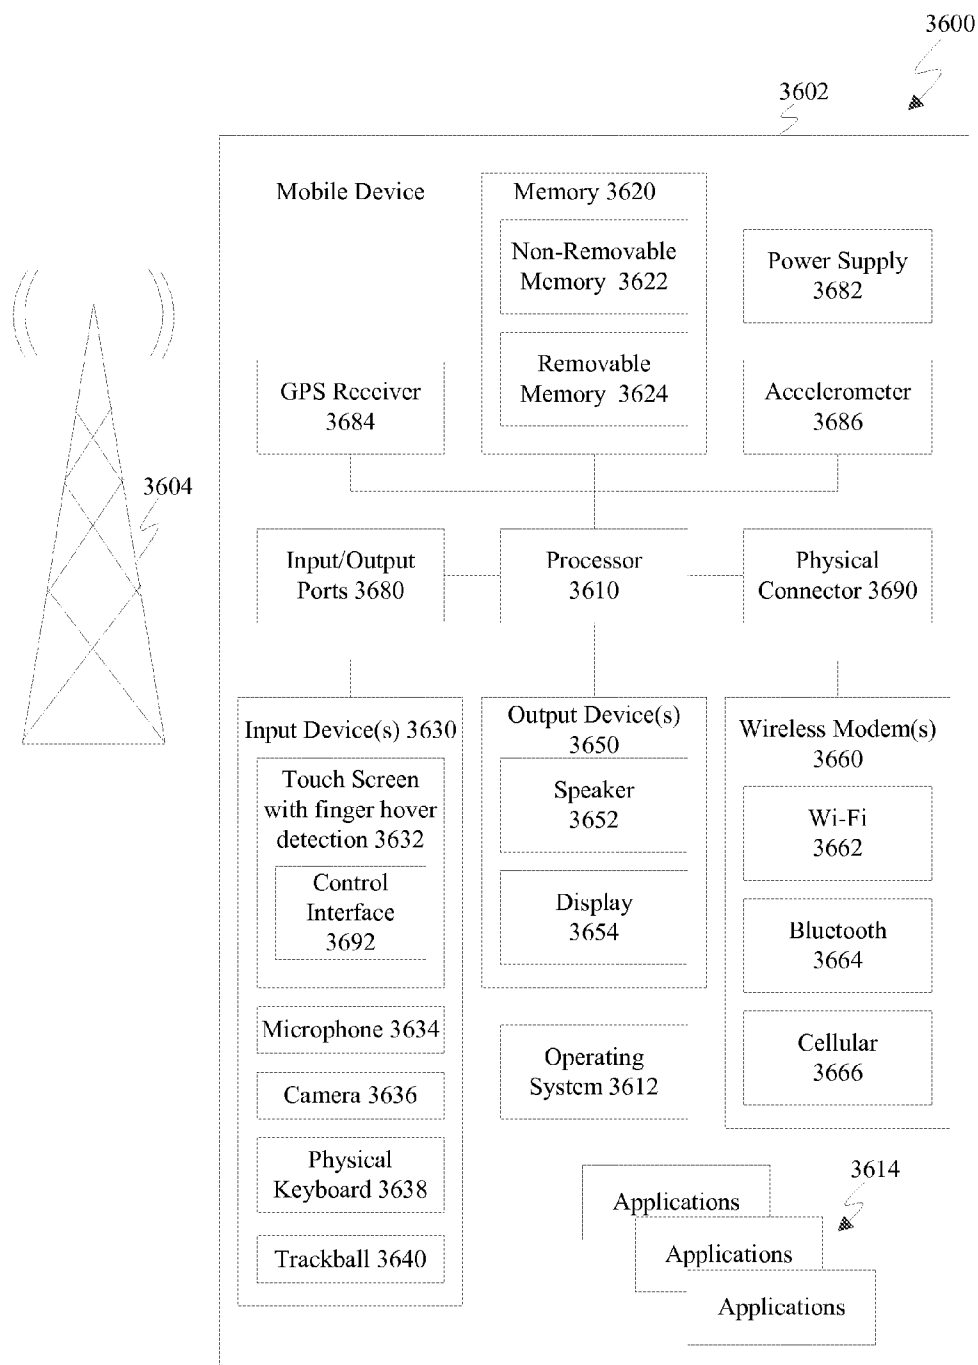 3600
3602
Mobile Device
Memory 3620
Non-Removable
Memory 3622
Power Supply
3682
Removable
Memory 3624
GPS Receiver
3684
Accelerometer
3686
3604
Input/Output
Ports 3680
Processor
3610
Physical
Connector 3690
Input Device(s) 3630
Touch Screen
with finger hover
detection 3632
Control
Interface
3692
Microphone 3634
Camera 3636
Physical
Keyboard 3638
Trackball 3640
Output Device(s)
3650
Speaker
3652
Display
3654
Operating
System 3612
Wireless Modem(s)
3660
Wi-Fi
3662
Bluetooth
3664
Cellular
3666
3614
Applications
Applications
Applications